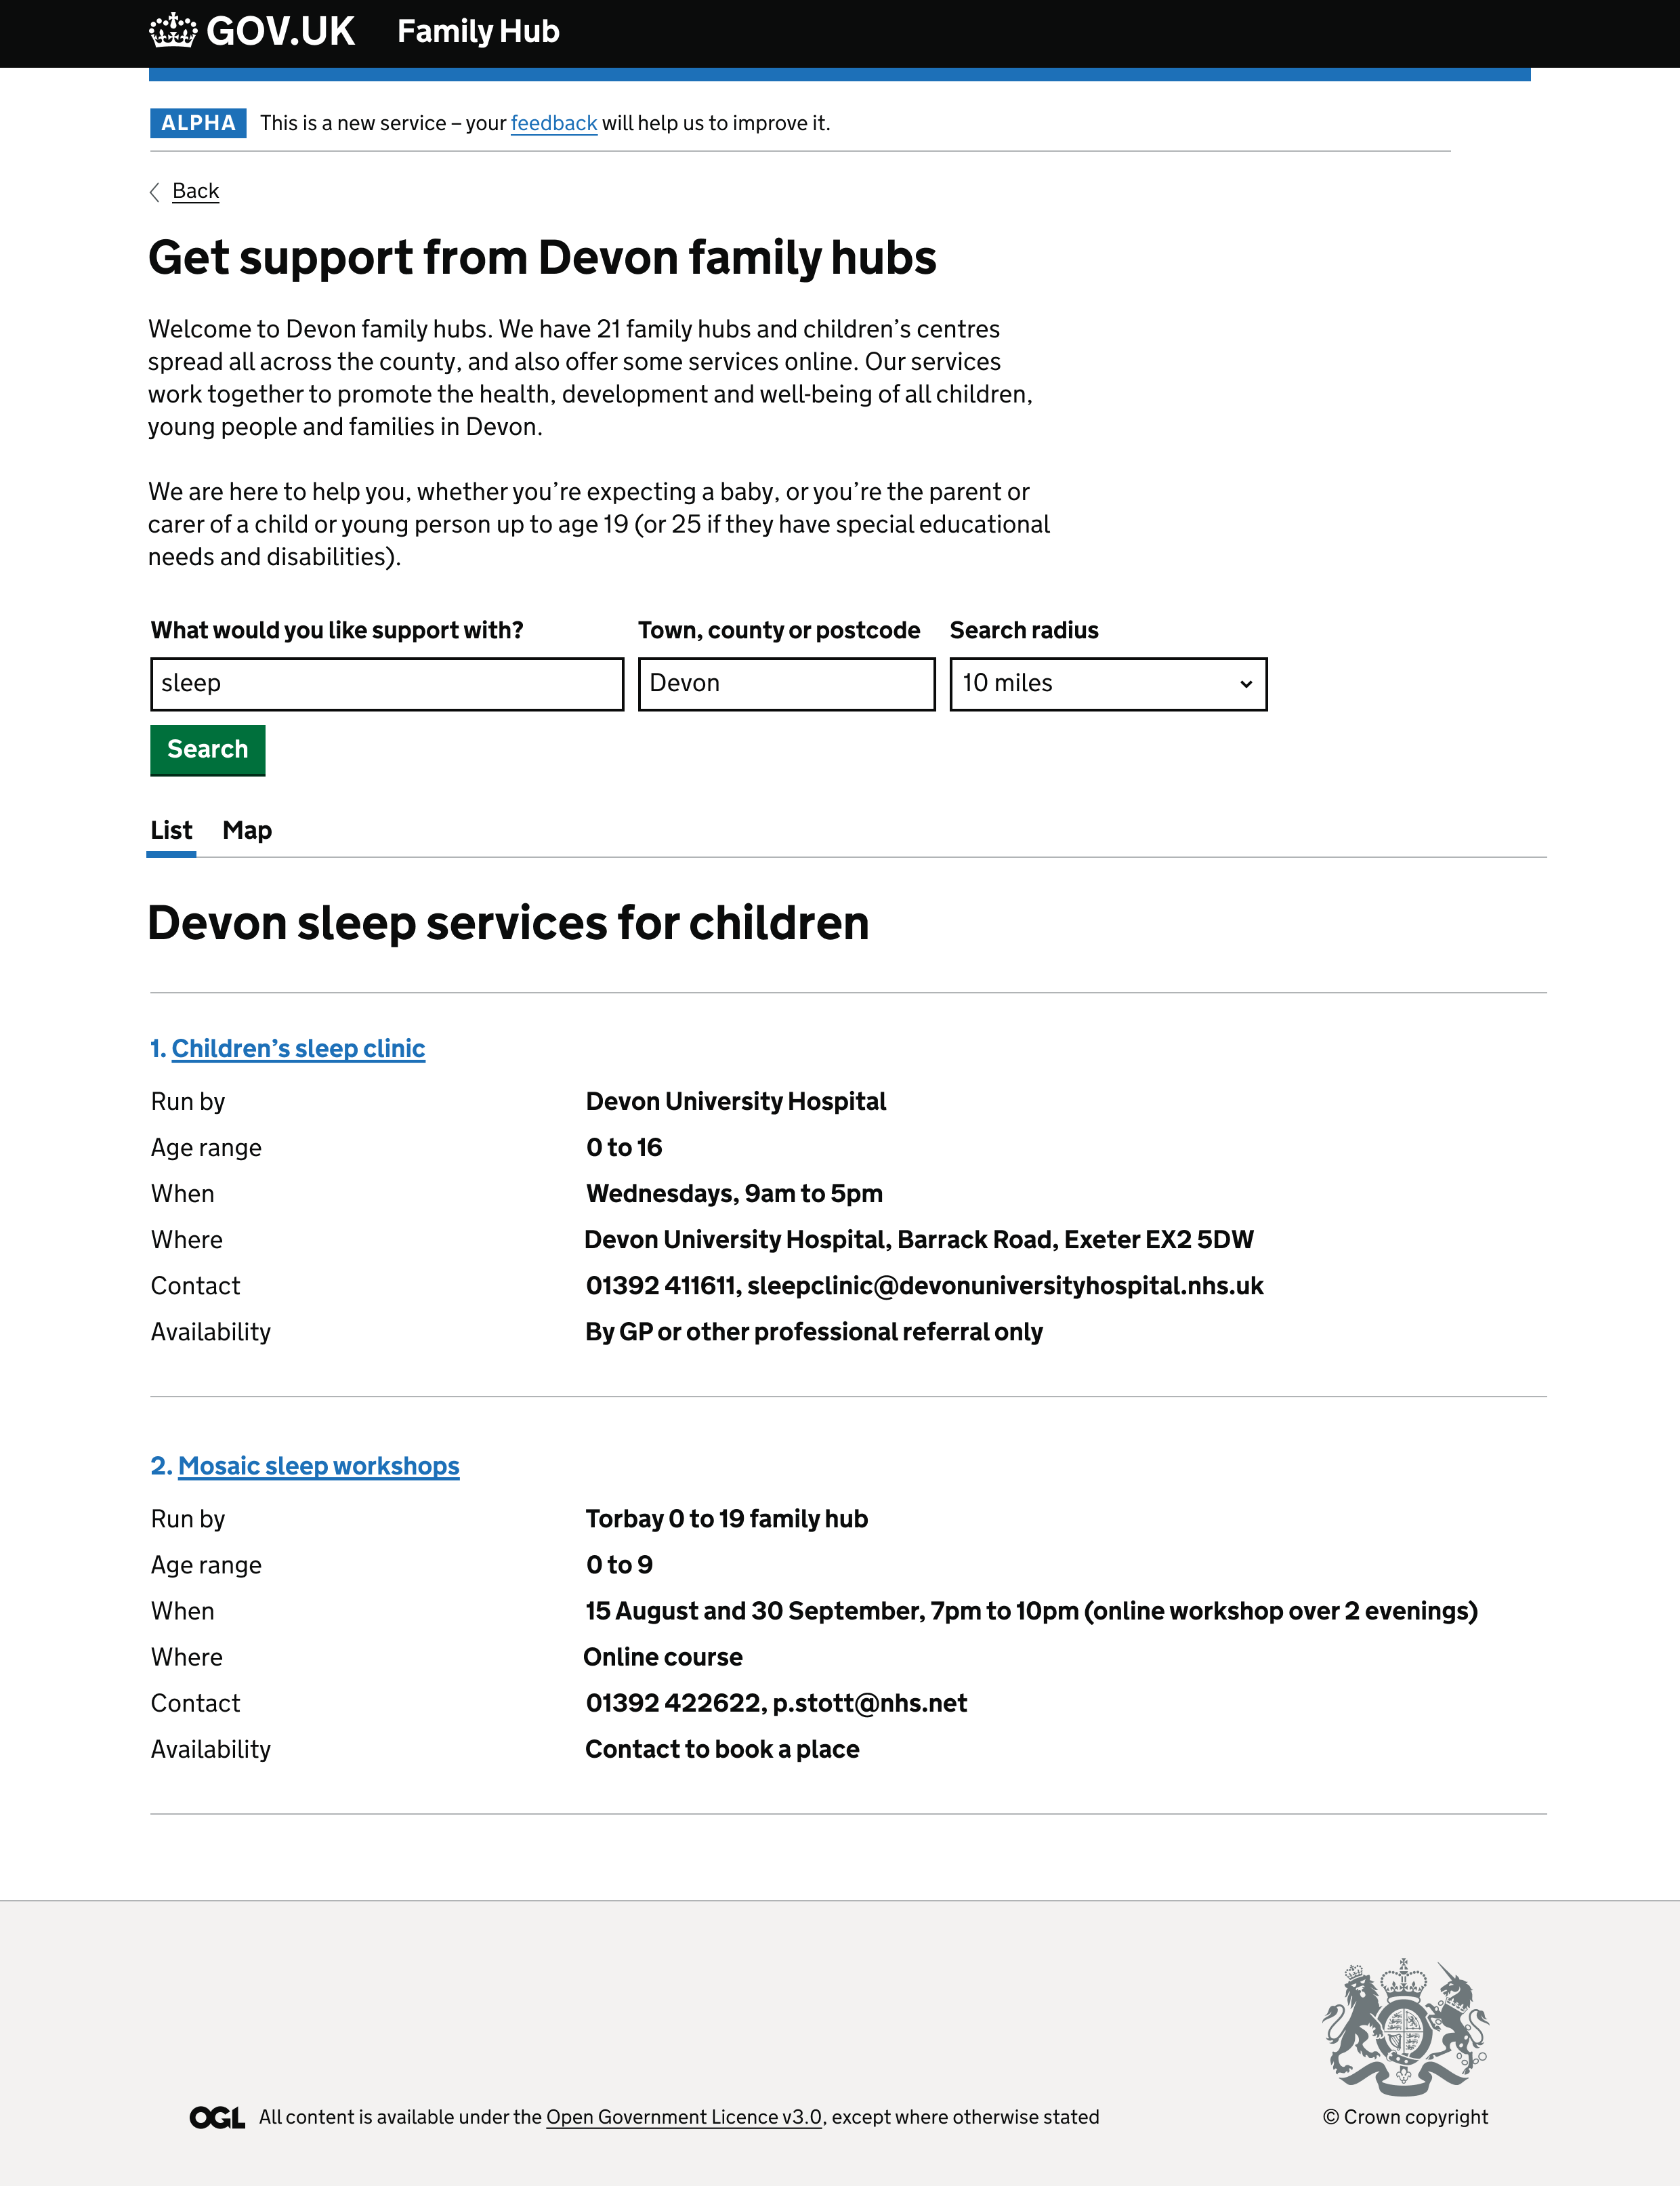 GOV.UK Family Hub
ALPHA This is a new service – your feedback will help us to improve it.
Back
Get support from Devon family hubs
Welcome to Devon family hubs. We have 21 family hubs and children’s centres
spread all across the county, and also offer some services online. Our services
work together to promote the health, development and well-being of all children,
young people and families in Devon.
We are here to help you, whether you’re expecting a baby, or you’re the parent or
carer of a child or young person up to age 19 (or 25 if they have special educational
needs and disabilities).
What would you like support with? Town, county or postcode Search radius
sleep Devon 10 miles
Search
List Map
Devon sleep services for children
1. Children’s sleep clinic
Run by Devon University Hospital
Age range 0 to 16
When Wednesdays, 9am to 5pm
Where Devon University Hospital, Barrack Road, Exeter EX2 5DW
Contact 01392 411611, sleepclinic@devonuniversityhospital.nhs.uk
Availability By GP or other professional referral only
2. Mosaic sleep workshops
Run by Torbay 0 to 19 family hub
Age range 0 to 9
When 15 August and 30 September, 7pm to 10pm (online workshop over 2 evenings)
Where Online course
Contact 01392 422622, p.stott@nhs.net
Availability Contact to book a place
OGL All content is available under the Open Government Licence v3.0, except where otherwise stated © Crown copyright